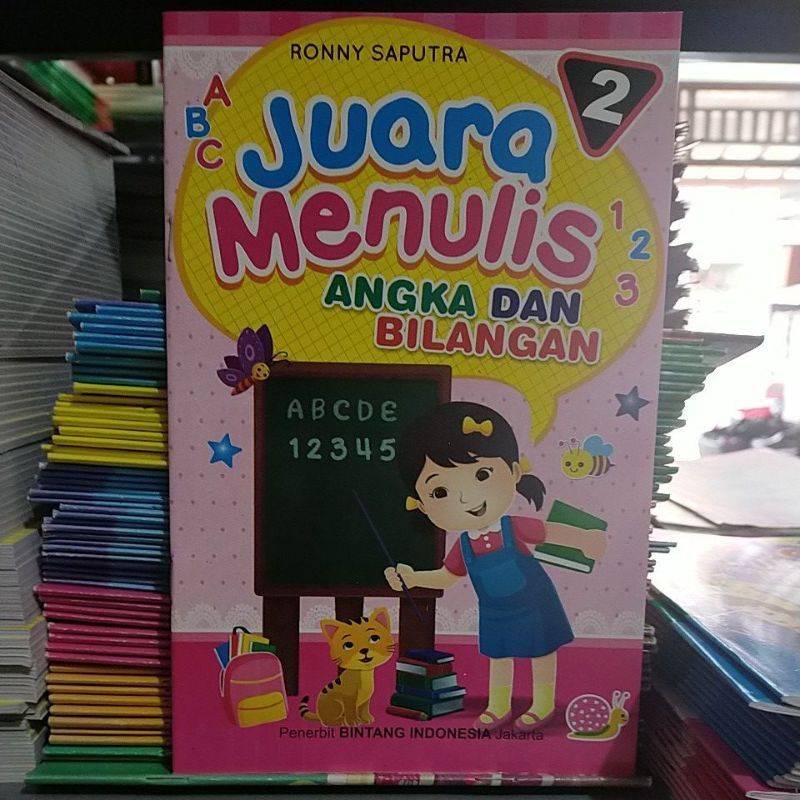 RONNY SAPUTRA
2
A
B
C
Juara
Menulis
1
2
3
ANGKA DAN
BILANGAN
ABCDE
12345
Penerbit BINTANG INDONESIA Jakarta